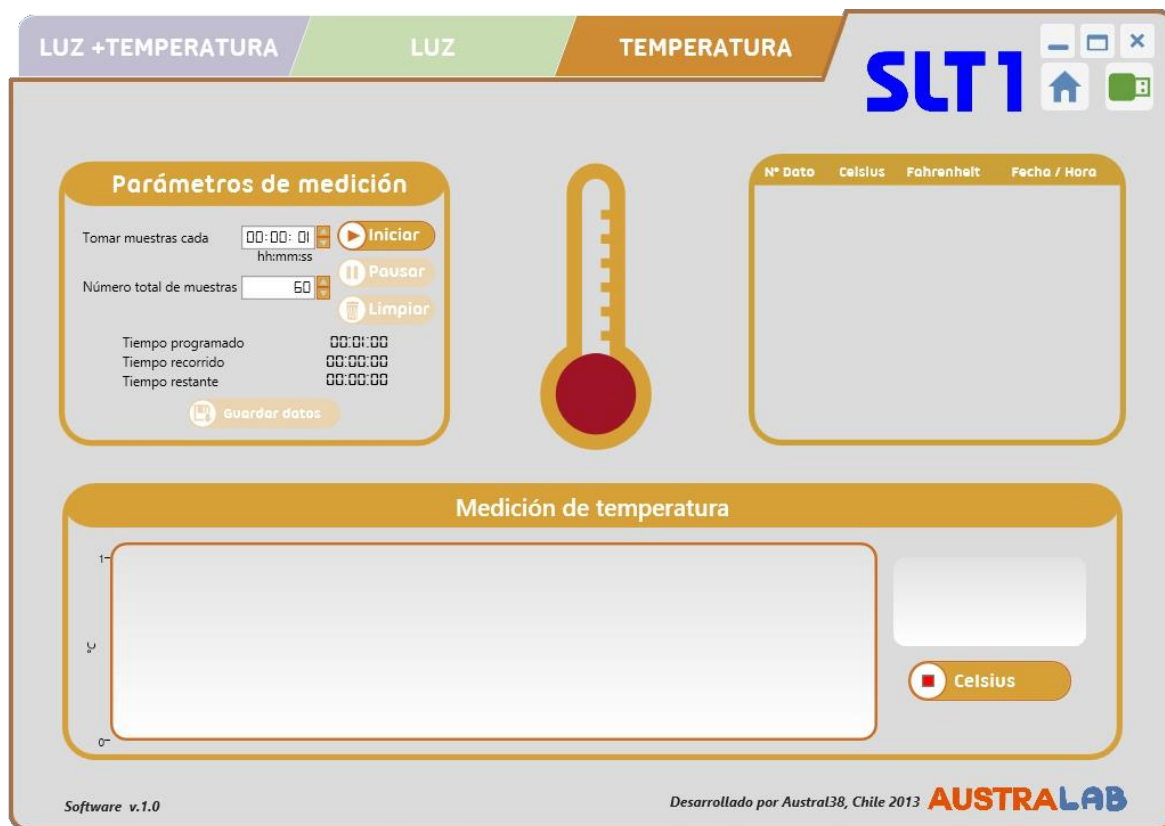 LUZ +TEMPERATURA
LUZ
TEMPERATURA
SLT1
Parámetros de medición
Tomar muestras cada 00:00:01
hh:mm:ss
Iniciar
Pausar
Número total de muestras 60
Limpiar
Tiempo programado 00:01:00
Tiempo recorrido 00:00:00
Tiempo restante 00:00:00
Guardar datos
N° Dato Celsius Fahrenheit Fecha / Hora
Medición de temperatura
1
°C
0
Celsius
Software v.1.0
Desarrollado por Austral38, Chile 2013
AUSTRALAB